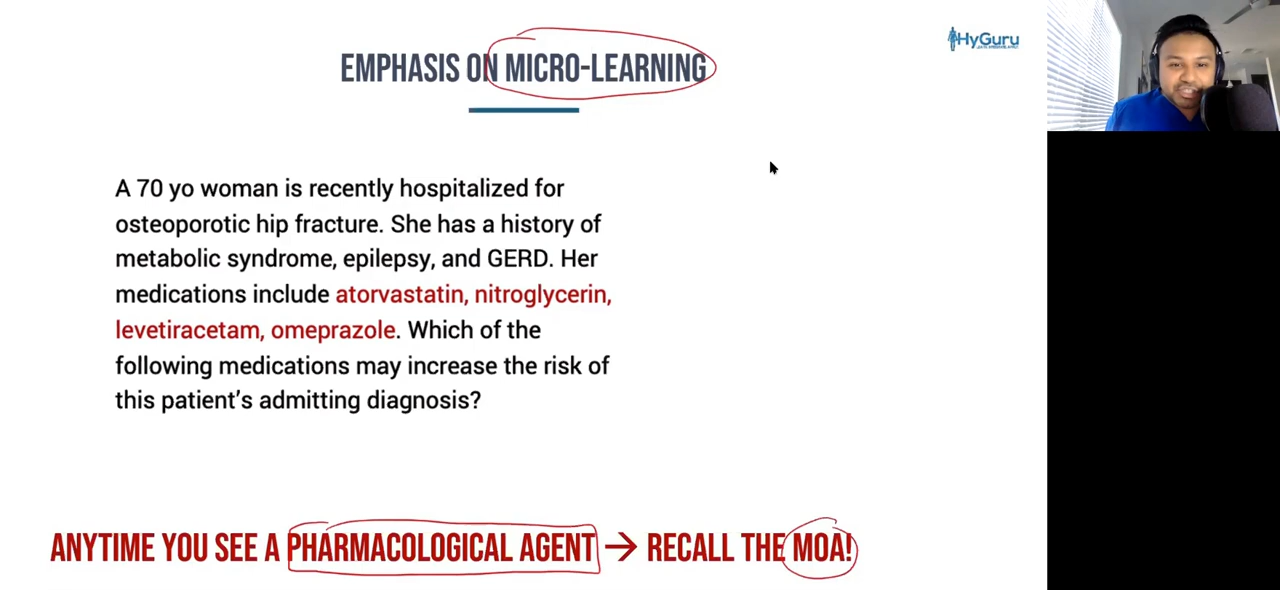 HyGuru
EMPHASIS ON MICRO-LEARNING
A 70 yo woman is recently hospitalized for
osteoporotic hip fracture. She has a history of
metabolic syndrome, epilepsy, and GERD. Her
medications include atorvastatin, nitroglycerin,
levetiracetam, omeprazole. Which of the
following medications may increase the risk of
this patient’s admitting diagnosis?
ANYTIME YOU SEE A PHARMACOLOGICAL AGENT → RECALL THE MOA!